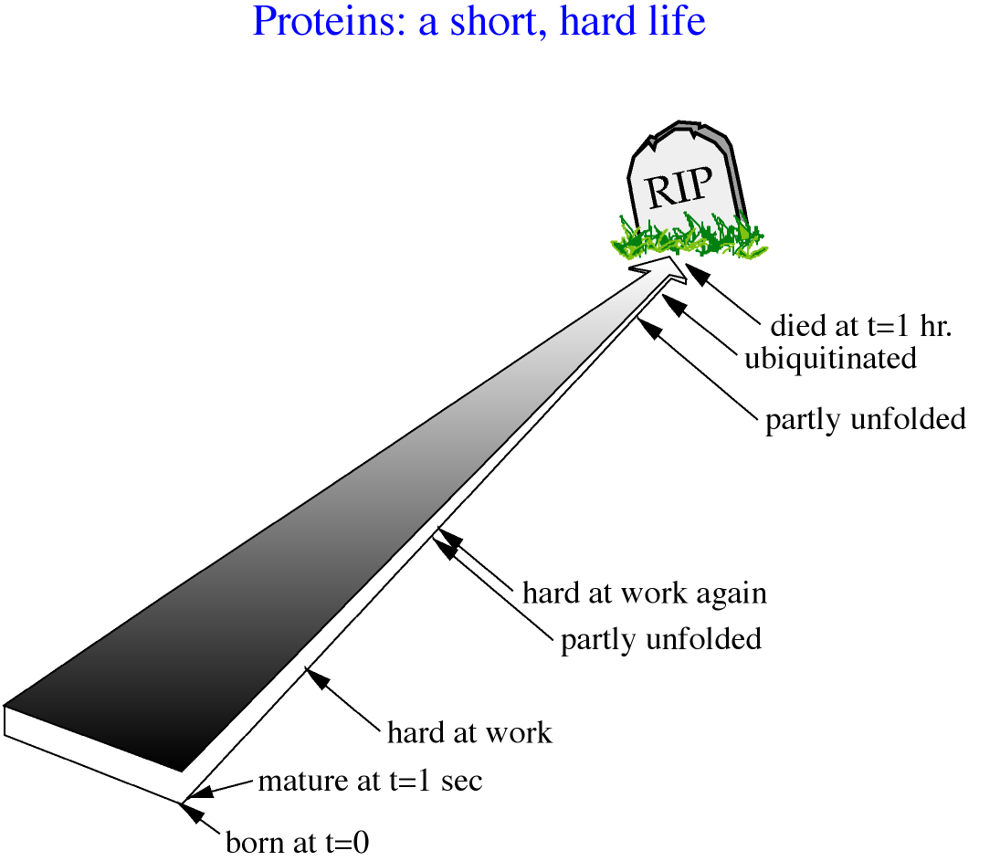 Proteins: a short, hard life
RIP
died at t=1 hr.
ubiquitinated
partly unfolded
hard at work again
partly unfolded
hard at work
mature at t=1 sec
born at t=0